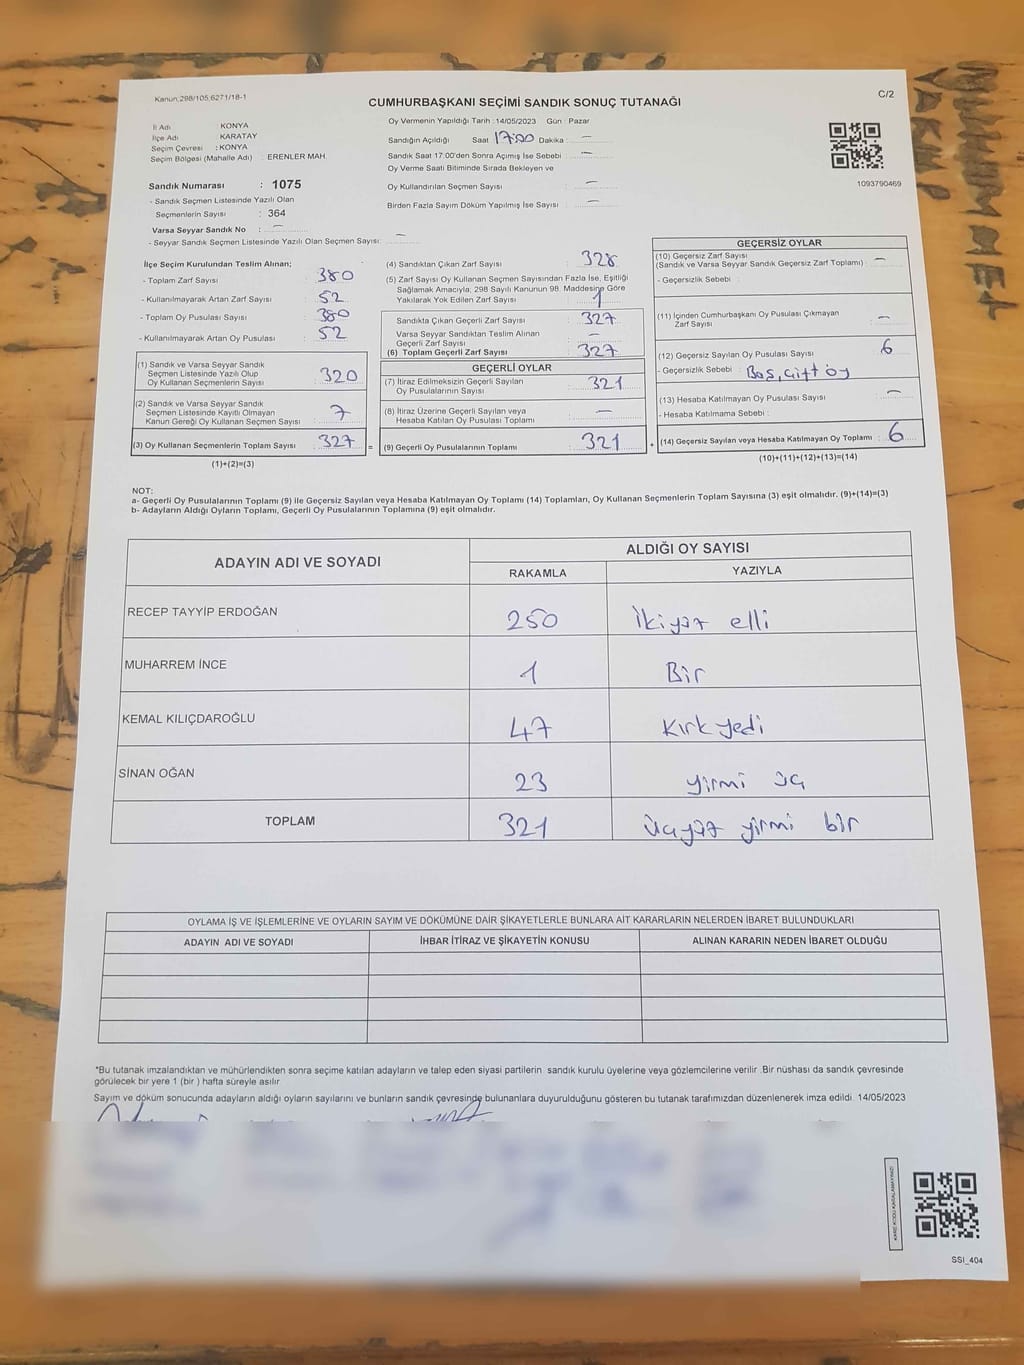 Kanun,298/105,6271/18-1
CUMHURBAŞKANI SEÇİMİ SANDIK SONUÇ TUTANAĞI
C/2
İl Adı : KONYA
İlçe Adı : KARATAY
Seçim Çevresi : KONYA
Seçim Bölgesi (Mahalle Adı) : ERENLER MAH.
Oy Vermenin Yapıldığı Tarih :14/05/2023 Gün : Pazar
Sandığın Açıldığı Saat 17:00 Dakika : —
Sandık Saat 17:00'den Sonra Açımış İse Sebebi : —
Oy Verme Saati Bitiminde Sırada Bekleyen ve
Oy Kullandırılan Seçmen Sayısı : —
Birden Fazla Sayım Döküm Yapılmış İse Sayısı : —
1093790469
Sandık Numarası : 1075
- Sandık Seçmen Listesinde Yazılı Olan
Seçmenlerin Sayısı : 364
Varsa Seyyar Sandık No : —
- Seyyar Sandık Seçmen Listesinde Yazılı Olan Seçmen Sayısı: —
İlçe Seçim Kurulundan Teslim Alınan;
- Toplam Zarf Sayısı : 380
- Kullanılmayarak Artan Zarf Sayısı : 52
- Toplam Oy Pusulası Sayısı : 380
- Kullanılmayarak Artan Oy Pusulası : 52
(1) Sandık ve Varsa Seyyar Sandık
Seçmen Listesinde Yazılı Olup
Oy Kullanan Seçmenlerin Sayısı : 320
(2) Sandık ve Varsa Seyyar Sandık
Seçmen Listesinde Kayıtlı Olmayan
Kanun Gereği Oy Kullanan Seçmen Sayısı : 7
(3) Oy Kullanan Seçmenlerin Toplam Sayısı : 327 =
(1)+(2)=(3)
(4) Sandıktan Çıkan Zarf Sayısı : 328
(5) Zarf Sayısı Oy Kullanan Seçmen Sayısından Fazla İse, Eşitliği
Sağlamak Amacıyla, 298 Sayılı Kanunun 98. Maddesine Göre
Yakılarak Yok Edilen Zarf Sayısı : 1
Sandıkta Çıkan Geçerli Zarf Sayısı : 327
Varsa Seyyar Sandıktan Teslim Alınan
Geçerli Zarf Sayısı : —
(6) Toplam Geçerli Zarf Sayısı : 327
GEÇERLİ OYLAR
(7) İtiraz Edilmeksizin Geçerli Sayılan
Oy Pusulalarının Sayısı : 321
(8) İtiraz Üzerine Geçerli Sayılan veya
Hesaba Katılan Oy Pusulası Toplamı : —
(9) Geçerli Oy Pusulalarının Toplamı : 321 +
GEÇERSİZ OYLAR
(10) Geçersiz Zarf Sayısı
(Sandık ve Varsa Seyyar Sandık Geçersiz Zarf Toplamı) : —
- Geçersizlik Sebebi :
(11) İçinden Cumhurbaşkanı Oy Pusulası Çıkmayan
Zarf Sayısı : —
(12) Geçersiz Sayılan Oy Pusulası Sayısı : 6
- Geçersizlik Sebebi : Boş, çift oy
(13) Hesaba Katılmayan Oy Pusulası Sayısı : —
- Hesaba Katılmama Sebebi :
(14) Geçersiz Sayılan veya Hesaba Katılmayan Oy Toplamı : 6
(10)+(11)+(12)+(13)=(14)
NOT:
a- Geçerli Oy Pusulalarının Toplamı (9) ile Geçersiz Sayılan veya Hesaba Katılmayan Oy Toplamı (14) Toplamları, Oy Kullanan Seçmenlerin Toplam Sayısına (3) eşit olmalıdır. (9)+(14)=(3)
b- Adayların Aldığı Oyların Toplamı, Geçerli Oy Pusulalarının Toplamına (9) eşit olmalıdır.
ADAYIN ADI VE SOYADI
ALDIĞI OY SAYISI
RAKAMLA YAZIYLA
RECEP TAYYİP ERDOĞAN 250 İkiyüz elli
MUHARREM İNCE 1 Bir
KEMAL KILIÇDAROĞLU 47 Kırk yedi
SİNAN OĞAN 23 yirmi üç
TOPLAM 321 üçyüz yirmi bir
OYLAMA İŞ VE İŞLEMLERİNE VE OYLARIN SAYIM VE DÖKÜMÜNE DAİR ŞİKAYETLERLE BUNLARA AİT KARARLARIN NELERDEN İBARET BULUNDUKLARI
ADAYIN ADI VE SOYADI İHBAR İTİRAZ VE ŞİKAYETİN KONUSU ALINAN KARARIN NEDEN İBARET OLDUĞU
*Bu tutanak imzalandıktan ve mühürlendikten sonra seçime katılan adayların ve talep eden siyasi partilerin sandık kurulu üyelerine veya gözlemcilerine verilir .Bir nüshası da sandık çevresinde
görülecek bir yere 1 (bir ) hafta süreyle asılır
Sayım ve döküm sonucunda adayların aldığı oyların sayılarını ve bunların sandık çevresinde bulunanlara duyurulduğunu gösteren bu tutanak tarafımızdan düzenlenerek imza edildi. 14/05/2023
SSI_404